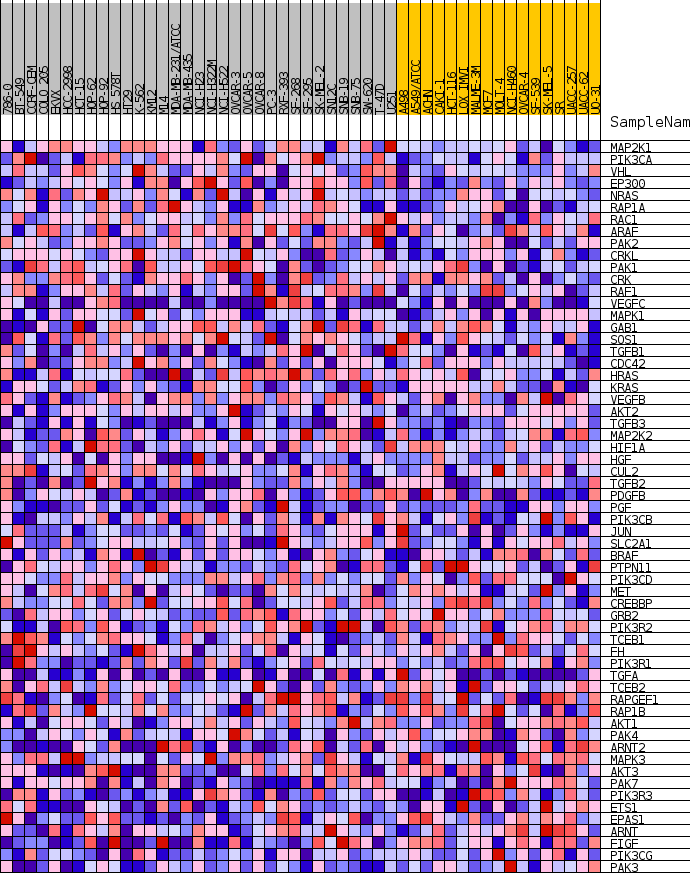 786-0
BT-549
CCRF-CEM
COLO 205
EKVX
HCC-2998
HCT-15
HOP-62
HOP-92
HS 578T
HT29
K-562
KM12
M14
MDA-MB-231/ATCC
MDA-MB-435
NCI-H23
NCI-H322M
NCI-H522
OVCAR-3
OVCAR-5
OVCAR-8
PC-3
RXF-393
SF-268
SF-295
SK-MEL-2
SN12C
SNB-19
SNB-75
SW-620
T-47D
U251
A498
A549/ATCC
ACHN
CAKI-1
HCT-116
LOX IMVI
MALME-3M
MCF7
MOLT-4
NCI-H460
OVCAR-4
SF-539
SK-MEL-5
SR
UACC-257
UACC-62
UO-31
SampleNam
MAP2K1
PIK3CA
VHL
EP300
NRAS
RAP1A
RAC1
ARAF
PAK2
CRKL
PAK1
CRK
RAF1
VEGFC
MAPK1
GAB1
SOS1
TGFB1
CDC42
HRAS
KRAS
VEGFB
AKT2
TGFB3
MAP2K2
HIF1A
HGF
CUL2
TGFB2
PDGFB
PGF
PIK3CB
JUN
SLC2A1
BRAF
PTPN11
PIK3CD
MET
CREBBP
GRB2
PIK3R2
TCEB1
FH
PIK3R1
TGFA
TCEB2
RAPGEF1
RAP1B
AKT1
PAK4
ARNT2
MAPK3
AKT3
PAK7
PIK3R3
ETS1
EPAS1
ARNT
FIGF
PIK3CG
PAK3